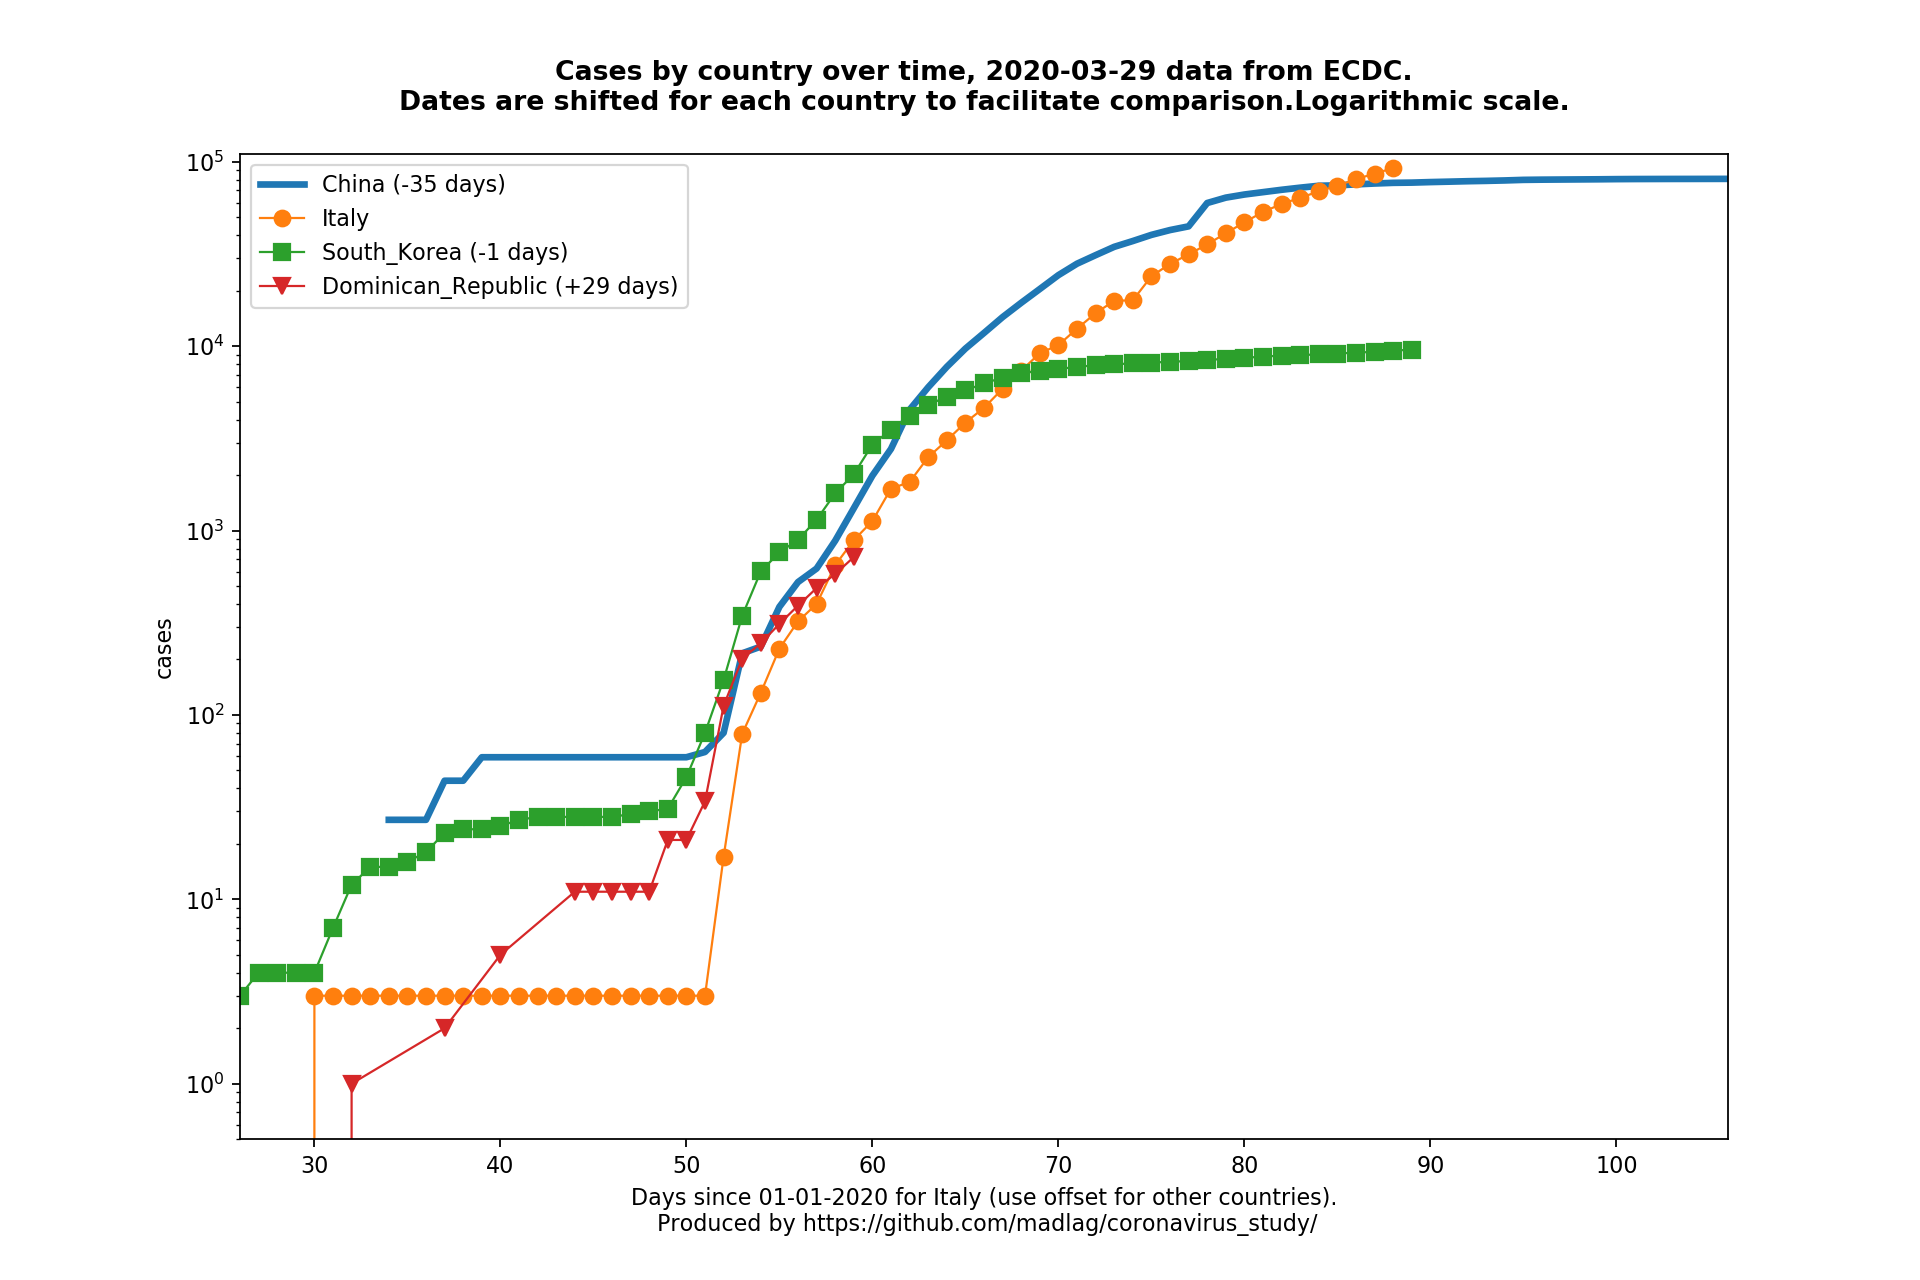 Cases by country over time, 2020-03-29 data from ECDC.
Dates are shifted for each country to facilitate comparison.Logarithmic scale.
10^5
10^4
10^3
10^2
10^1
10^0
cases
China (-35 days)
Italy
South_Korea (-1 days)
Dominican_Republic (+29 days)
30 40 50 60 70 80 90 100
Days since 01-01-2020 for Italy (use offset for other countries).
Produced by https://github.com/madlag/coronavirus_study/